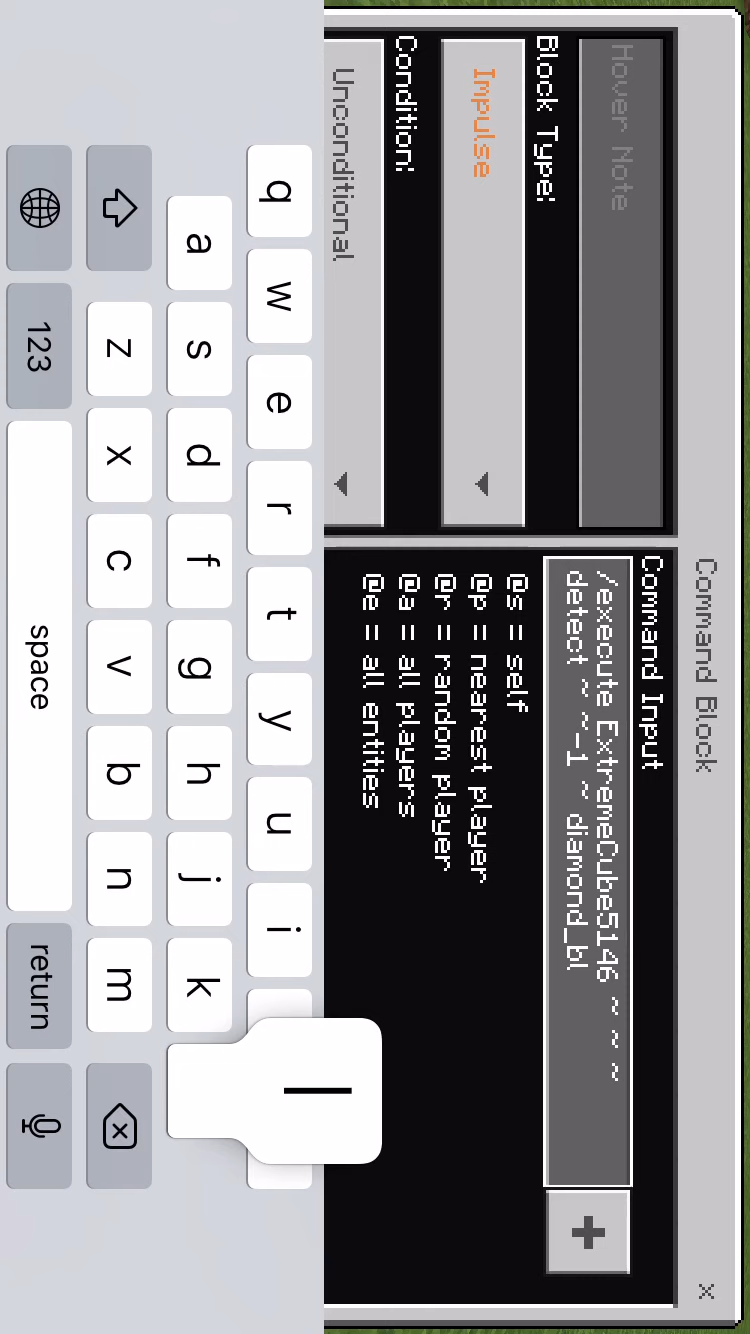 Command Block
x
Hover Note
Block Type:
Impulse
Condition:
Unconditional
Command Input
/execute ExtremeCube5146 ~ ~ ~
detect ~ ~-1 ~ diamond_bl
@s = self
@p = nearest player
@r = random player
@a = all players
@e = all entities
q w e r t y u i
a s d f g h j k l
z x c v b n m
123 space return